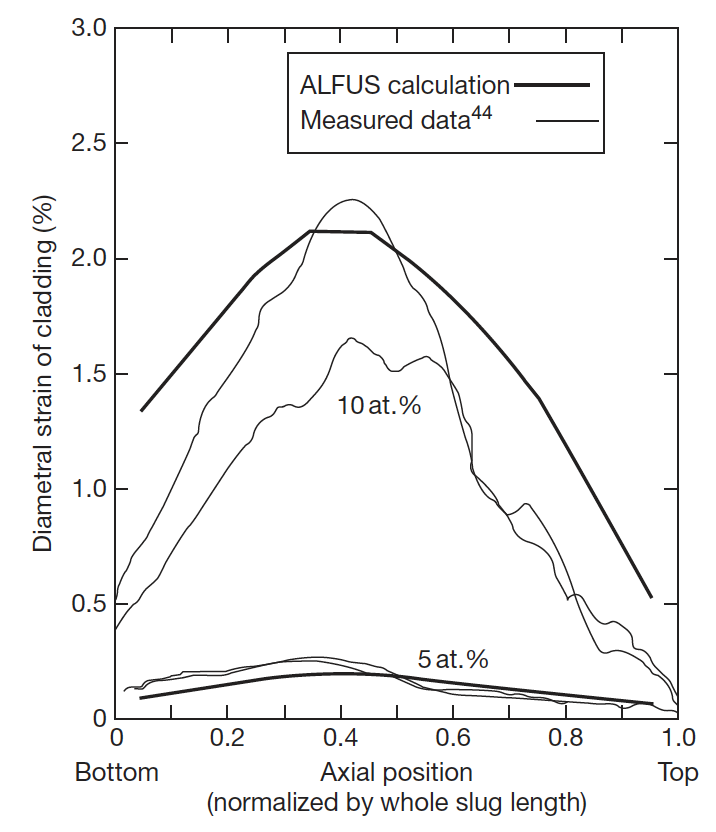 3.0
2.5
2.0
1.5
1.0
0.5
0
Diametral strain of cladding (%)
ALFUS calculation
Measured data⁴⁴
10 at.%
5 at.%
0 0.2 0.4 0.6 0.8 1.0
Bottom Axial position Top
(normalized by whole slug length)